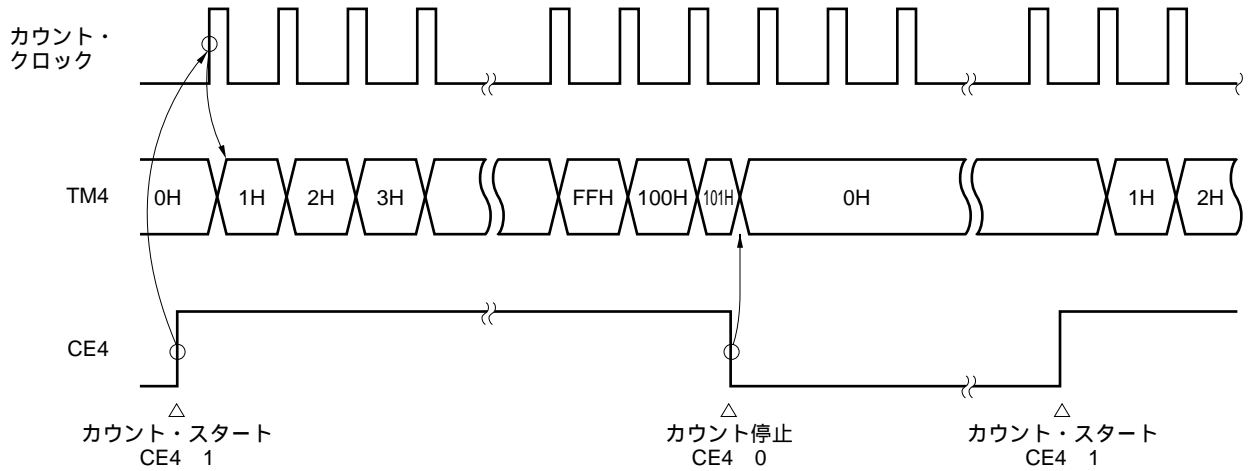 カウント・
クロック
TM4
0H 1H 2H 3H FFH 100H 101H 0H 1H 2H
CE4
カウント・スタート
CE4 1
カウント停止
CE4 0
カウント・スタート
CE4 1